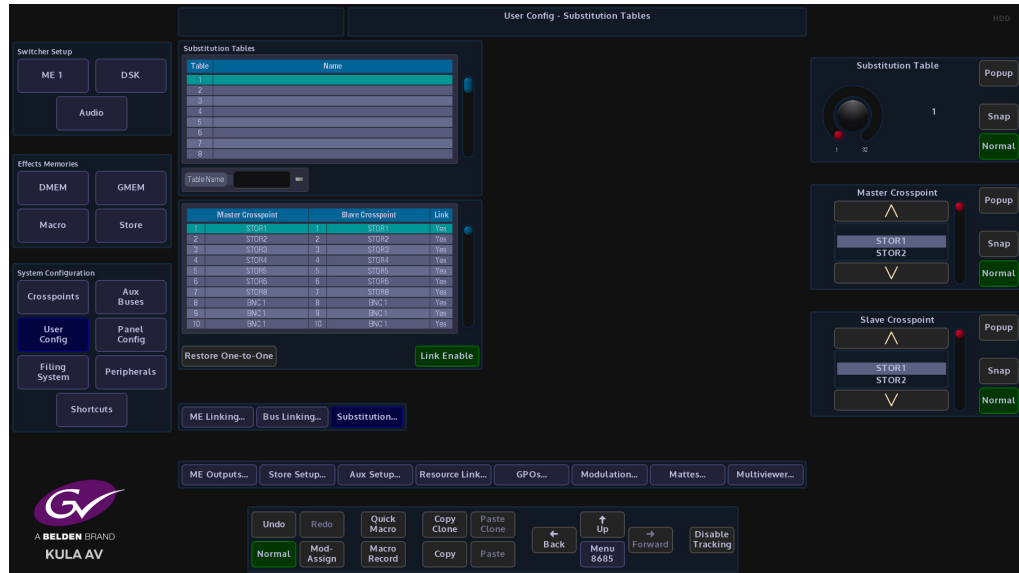 User Config - Substitution Tables
HDD
Switcher Setup
ME 1
DSK
Audio
Effects Memories
DMEM
GMEM
Macro
Store
System Configuration
Crosspoints
Aux
Buses
User
Config
Panel
Config
Filing
System
Peripherals
Shortcuts
Substitution Tables
Table Name
1
2
3
4
5
6
7
8
Table Name
Master Crosspoint Slave Crosspoint Link
1 STOR1 1 STOR1 Yes
2 STOR2 2 STOR2 Yes
3 STOR3 3 STOR3 Yes
4 STOR4 4 STOR4 Yes
5 STOR5 5 STOR5 Yes
6 STOR6 6 STOR6 Yes
7 STOR8 7 STOR8 Yes
8 BNC 1 8 BNC 1 Yes
9 BNC 1 9 BNC 1 Yes
10 BNC 1 10 BNC 1 Yes
Restore One-to-One
Link Enable
ME Linking...
Bus Linking...
Substitution...
ME Outputs...
Store Setup...
Aux Setup...
Resource Link...
GPOs...
Modulation...
Mattes...
Multiviewer...
Substitution Table
1
1 32
Popup
Snap
Normal
Master Crosspoint
STOR1
STOR2
Popup
Snap
Normal
Slave Crosspoint
STOR1
STOR2
Popup
Snap
Normal
GV
A BELDEN BRAND
KULA AV
Undo
Redo
Quick
Macro
Copy
Clone
Paste
Clone
Normal
Mod-
Assign
Macro
Record
Copy
Paste
Back
Up
Menu
8685
Forward
Disable
Tracking